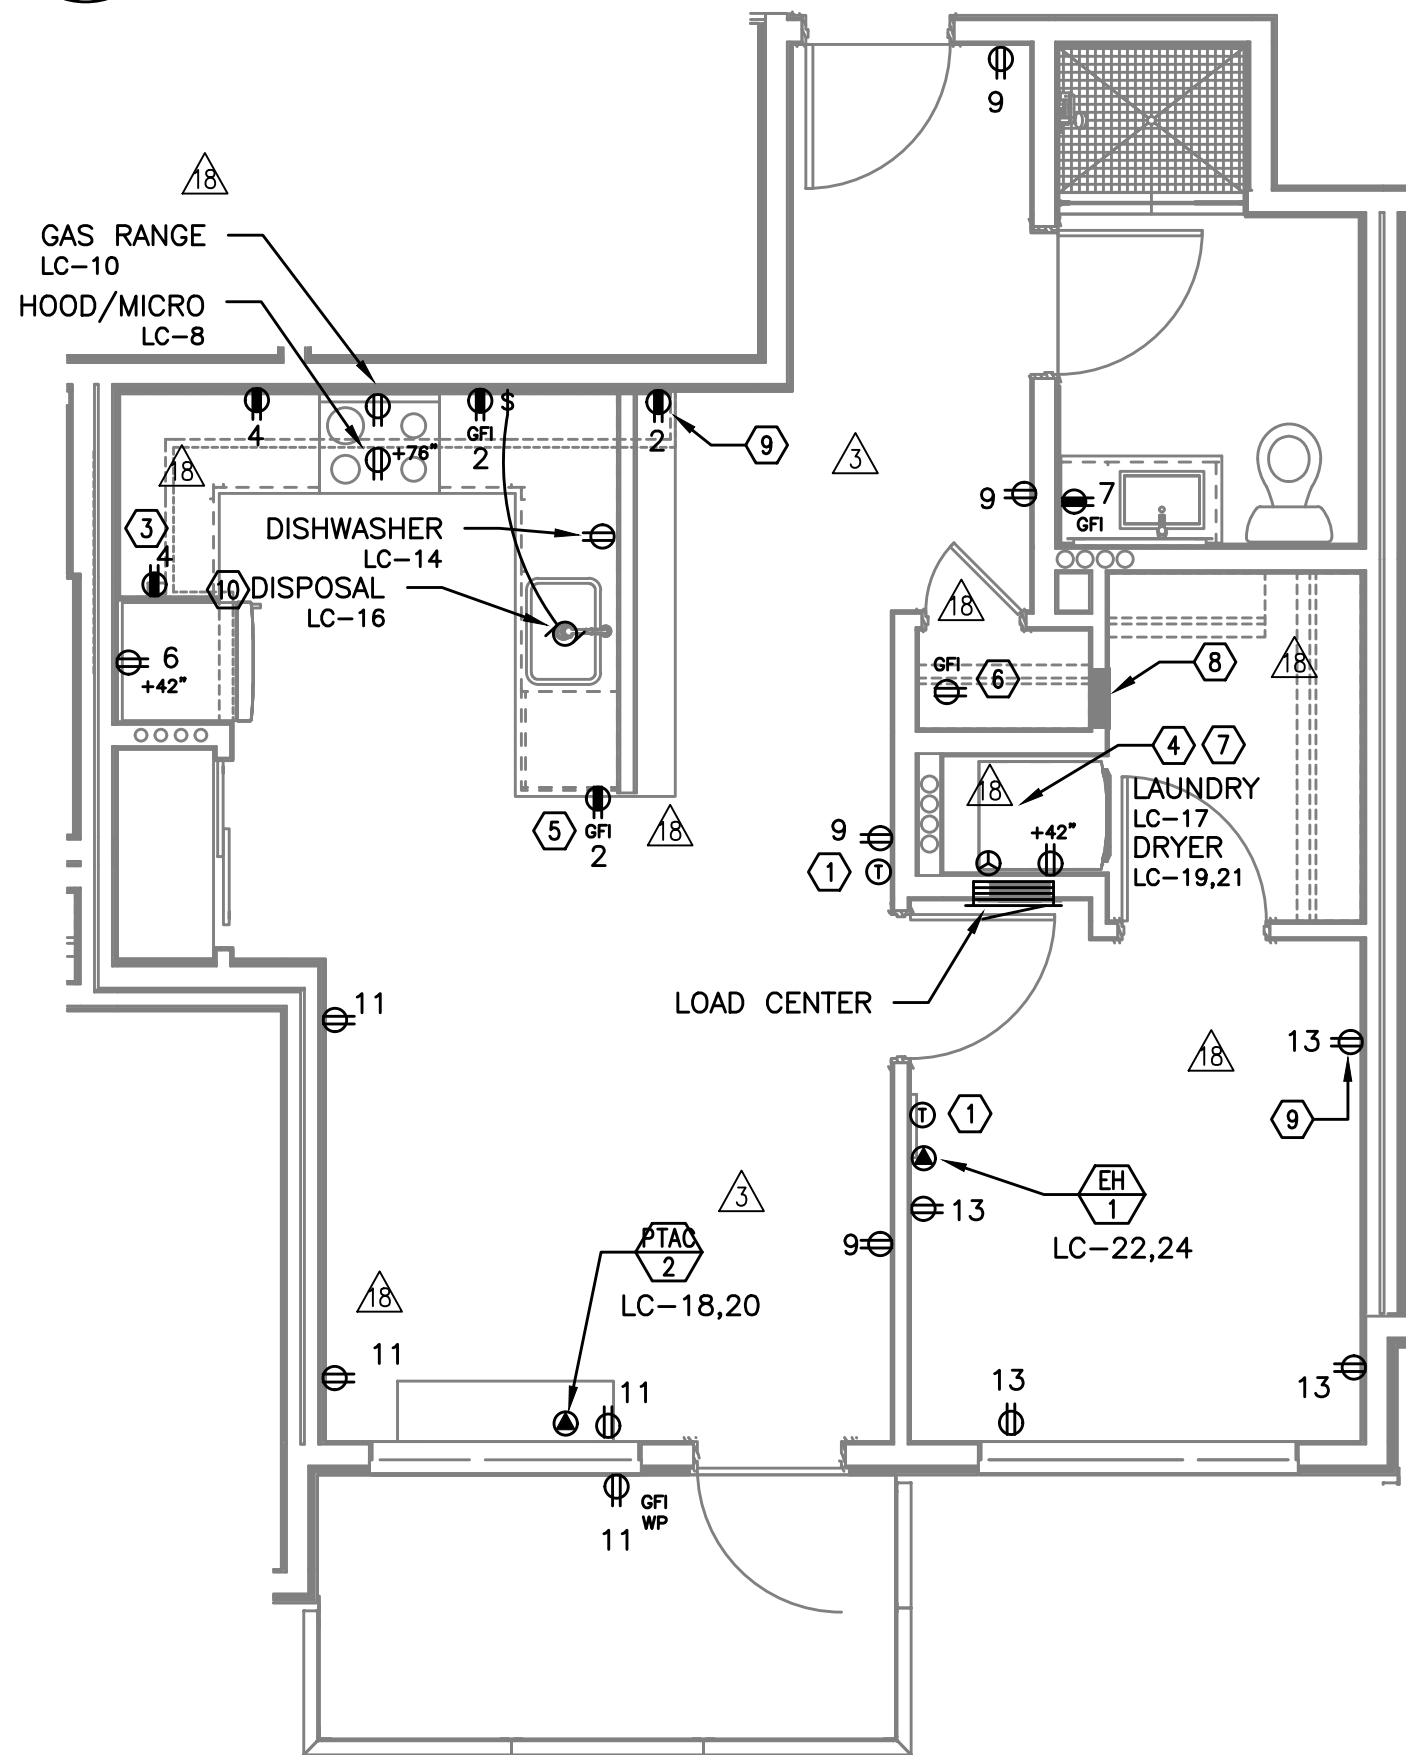 9
18
GAS RANGE
LC-10
HOOD/MICRO
LC-8
4
GFI
2
$
2
9
3
+76"
18
9
7
GFI
3
DISHWASHER
LC-14
4
10
DISPOSAL
LC-16
18
6
+42"
GFI
6
8
18
4
7
18
LAUNDRY
LC-17
DRYER
LC-19,21
+42"
5
GFI
2
18
9
1
T
LOAD CENTER
11
13
18
9
T
1
EH
1
LC-22,24
13
3
9
PTAC
2
LC-18,20
18
11
11
13
13
GFI
WP
11